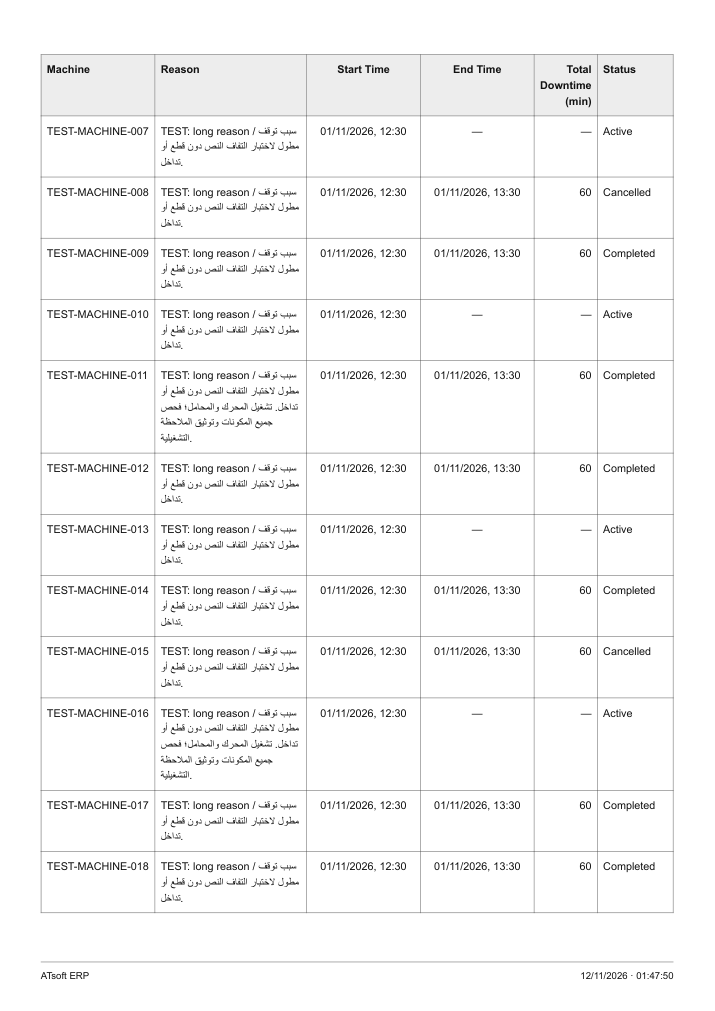 Machine Reason Start Time End Time Total Downtime (min) Status
TEST-MACHINE-007 TEST: long reason / سبب توقف 01/11/2026, 12:30 — — Active
مطول لاختبار التفاف النص دون قطع أو
تداخل.
TEST-MACHINE-008 TEST: long reason / سبب توقف 01/11/2026, 12:30 01/11/2026, 13:30 60 Cancelled
مطول لاختبار التفاف النص دون قطع أو
تداخل.
TEST-MACHINE-009 TEST: long reason / سبب توقف 01/11/2026, 12:30 01/11/2026, 13:30 60 Completed
مطول لاختبار التفاف النص دون قطع أو
تداخل.
TEST-MACHINE-010 TEST: long reason / سبب توقف 01/11/2026, 12:30 — — Active
مطول لاختبار التفاف النص دون قطع أو
تداخل.
TEST-MACHINE-011 TEST: long reason / سبب توقف 01/11/2026, 12:30 01/11/2026, 13:30 60 Completed
مطول لاختبار التفاف النص دون قطع أو
تداخل. تشغيل المحرك والمحامل؛ فحص
جميع المكونات وتوثيق الملاحظة
التشغيلية.
TEST-MACHINE-012 TEST: long reason / سبب توقف 01/11/2026, 12:30 01/11/2026, 13:30 60 Completed
مطول لاختبار التفاف النص دون قطع أو
تداخل.
TEST-MACHINE-013 TEST: long reason / سبب توقف 01/11/2026, 12:30 — — Active
مطول لاختبار التفاف النص دون قطع أو
تداخل.
TEST-MACHINE-014 TEST: long reason / سبب توقف 01/11/2026, 12:30 01/11/2026, 13:30 60 Completed
مطول لاختبار التفاف النص دون قطع أو
تداخل.
TEST-MACHINE-015 TEST: long reason / سبب توقف 01/11/2026, 12:30 01/11/2026, 13:30 60 Cancelled
مطول لاختبار التفاف النص دون قطع أو
تداخل.
TEST-MACHINE-016 TEST: long reason / سبب توقف 01/11/2026, 12:30 — — Active
مطول لاختبار التفاف النص دون قطع أو
تداخل. تشغيل المحرك والمحامل؛ فحص
جميع المكونات وتوثيق الملاحظة
التشغيلية.
TEST-MACHINE-017 TEST: long reason / سبب توقف 01/11/2026, 12:30 01/11/2026, 13:30 60 Completed
مطول لاختبار التفاف النص دون قطع أو
تداخل.
TEST-MACHINE-018 TEST: long reason / سبب توقف 01/11/2026, 12:30 01/11/2026, 13:30 60 Completed
مطول لاختبار التفاف النص دون قطع أو
تداخل.
ATsoft ERP 12/11/2026 · 01:47:50